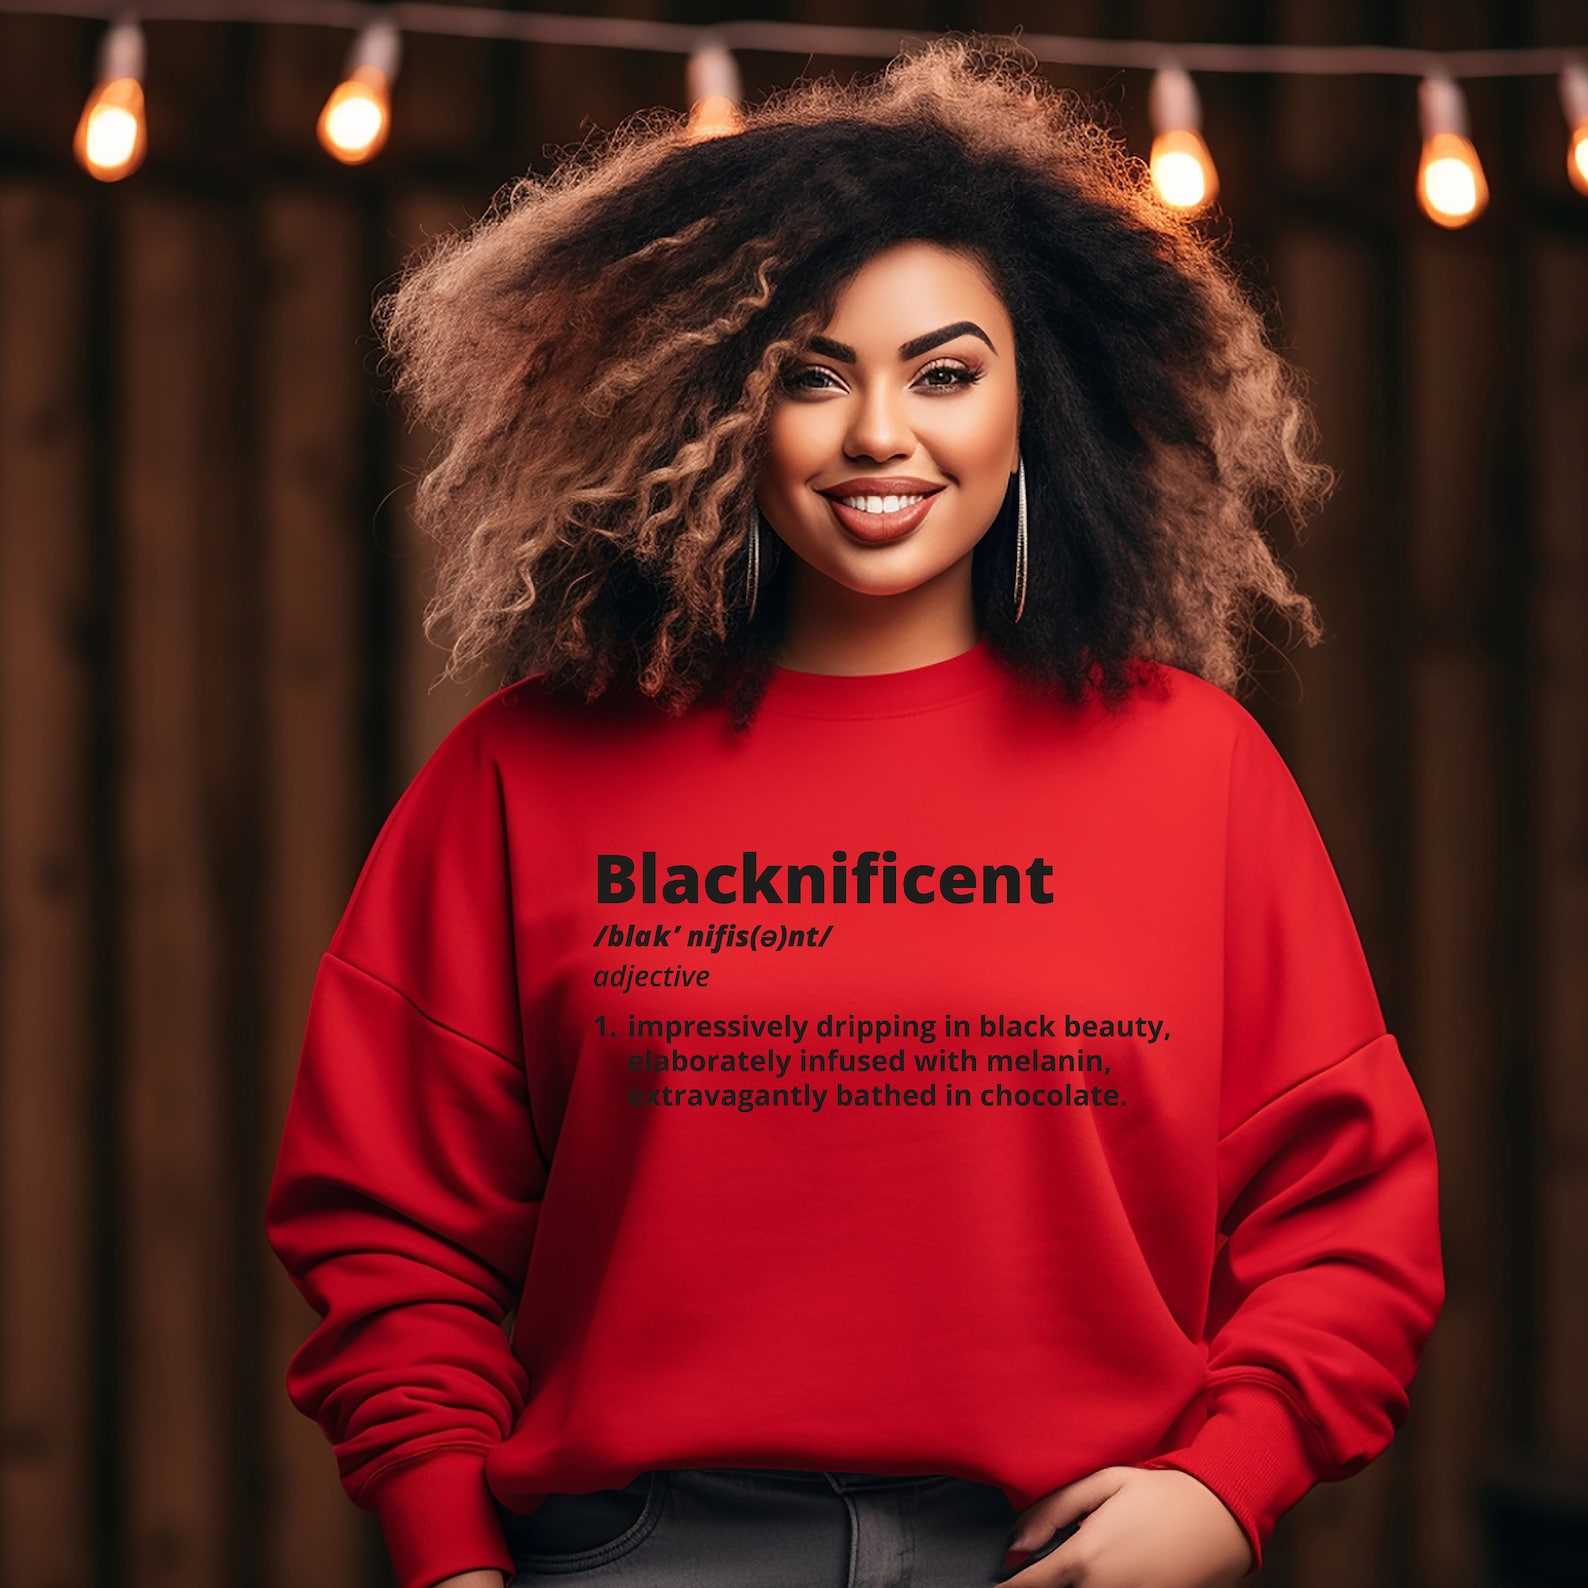 Blacknificent
/blak’ nifis(ə)nt/
adjective
1. impressively dripping in black beauty,
elaborately infused with melanin,
extravagantly bathed in chocolate.